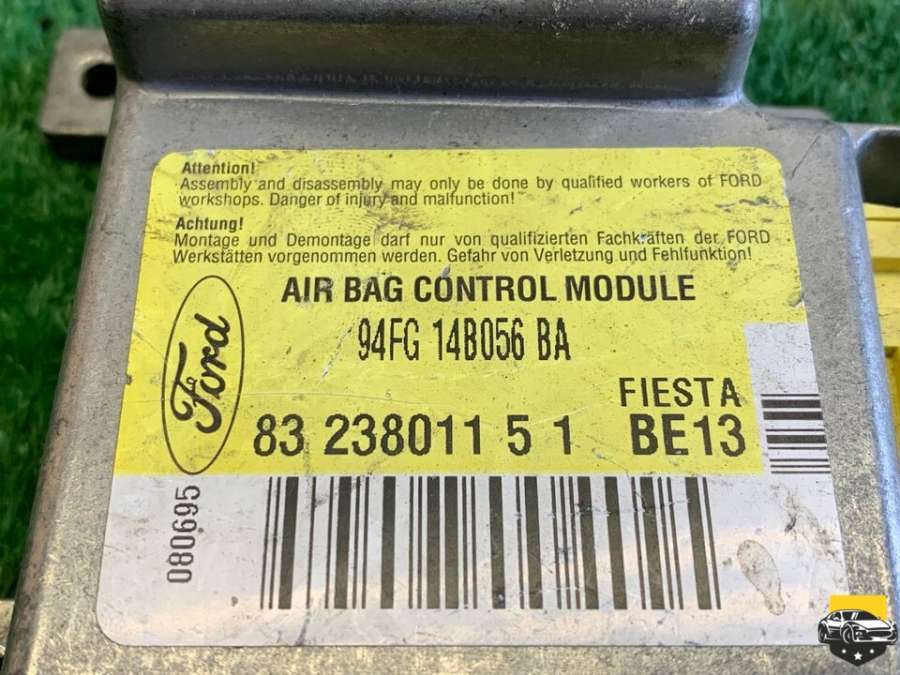 Attention!
Assembly and disassembly may only be done by qualified workers of FORD
workshops. Danger of injury and malfunction!
Achtung!
Montage und Demontage darf nur von qualifizierten Fachkräften der FORD
Werkstätten vorgenommen werden. Gefahr von Verletzung und Fehlfunktion!
AIR BAG CONTROL MODULE
94FG 14B056 BA
Ford
FIESTA
83 238011 5 1 BE13
080695